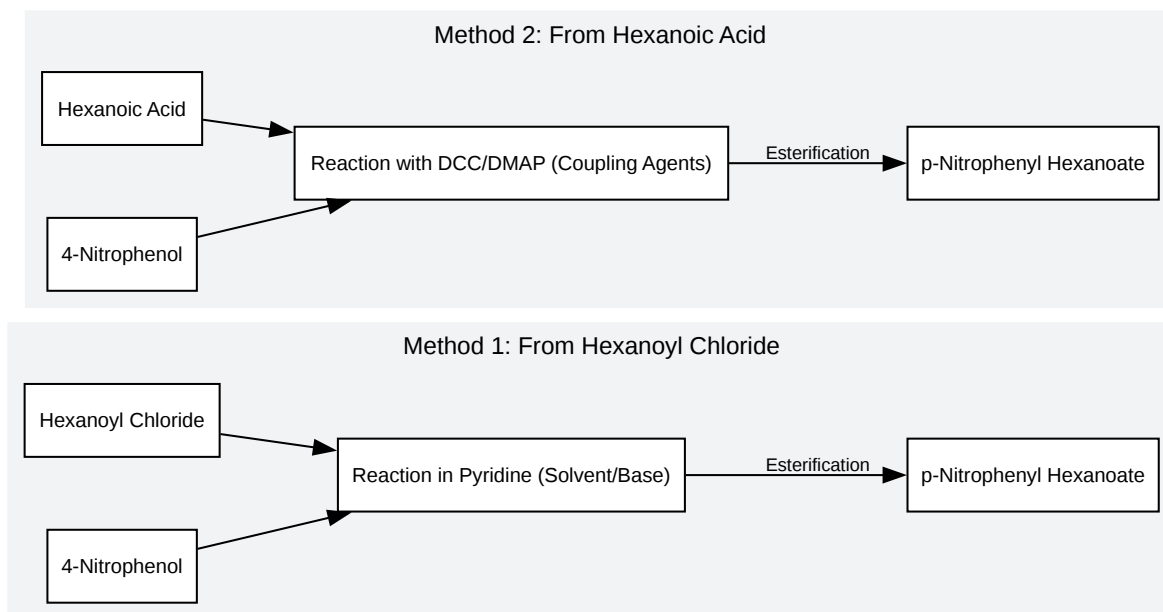 Method 2: From Hexanoic Acid
Hexanoic Acid
4-Nitrophenol
Reaction with DCC/DMAP (Coupling Agents)
Esterification
p-Nitrophenyl Hexanoate
Method 1: From Hexanoyl Chloride
Hexanoyl Chloride
4-Nitrophenol
Reaction in Pyridine (Solvent/Base)
Esterification
p-Nitrophenyl Hexanoate